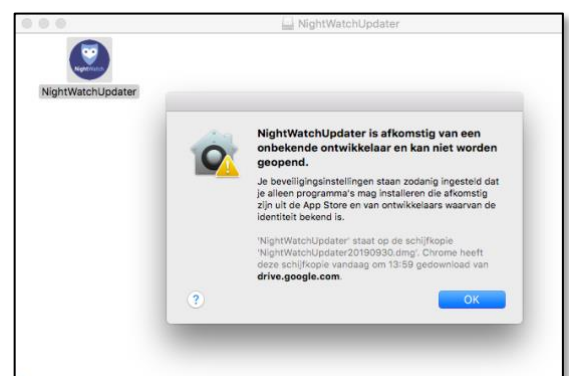 NightWatchUpdater
NightWatch
NightWatchUpdater
NightWatchUpdater is afkomstig van een
onbekende ontwikkelaar en kan niet worden
geopend.
Je beveiligingsinstellingen staan zodanig ingesteld dat
je alleen programma's mag installeren die afkomstig
zijn uit de App Store en van ontwikkelaars waarvan de
identiteit bekend is.
'NightWatchUpdater' staat op de schijfkopie
'NightWatchUpdater20190930.dmg'. Chrome heeft
deze schijfkopie vandaag om 13:59 gedownload van
drive.google.com.
?
OK